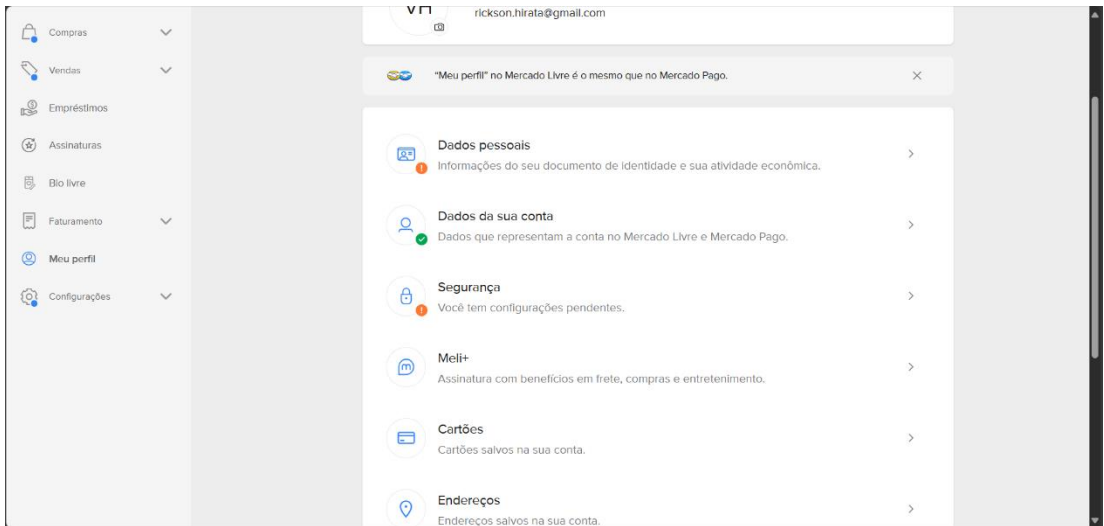 Compras
Vendas
Empréstimos
Assinaturas
Bio livre
Faturamento
Meu perfil
Configurações
VH
rickson.hirata@gmail.com
"Meu perfil" no Mercado Livre é o mesmo que no Mercado Pago.
Dados pessoais
Informações do seu documento de identidade e sua atividade econômica.
Dados da sua conta
Dados que representam a conta no Mercado Livre e Mercado Pago.
Segurança
Você tem configurações pendentes.
Meli+
Assinatura com benefícios em frete, compras e entretenimento.
Cartões
Cartões salvos na sua conta.
Endereços
Endereços salvos na sua conta.